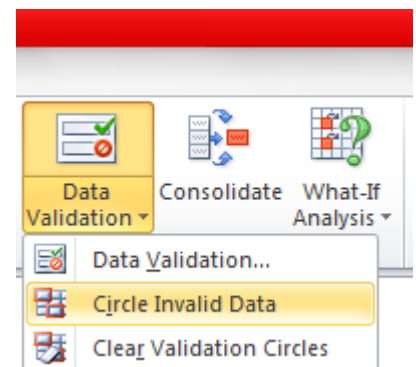 Data Validation
Consolidate
What-If Analysis
Data Validation...
Circle Invalid Data
Clear Validation Circles